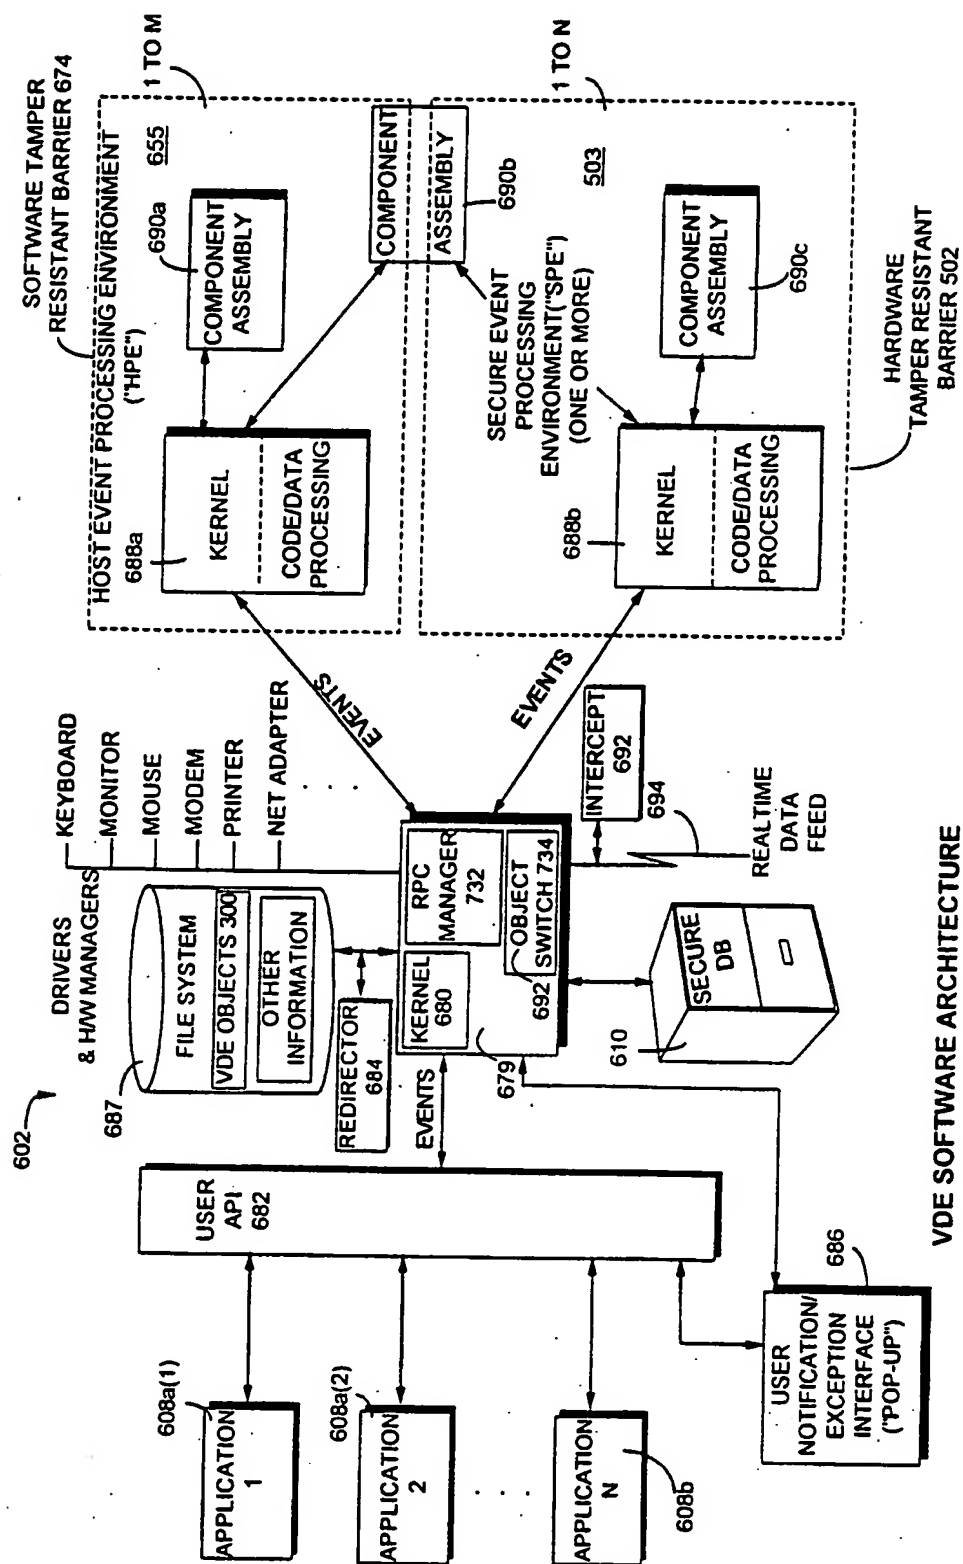 602
DRIVERS
& H/W MANAGERS
KEYBOARD
MONITOR
MOUSE
MODEM
PRINTER
NET ADAPTER
687
FILE SYSTEM
VDE OBJECTS 300
OTHER
INFORMATION
REDIRECTOR
684
608a(1)
APPLICATION
1
608a(2)
APPLICATION
2
APPLICATION
N
608b
USER
API
682
EVENTS
KERNEL
680
RPC
MANAGER
732
OBJECT
SWITCH 734
692
679
610
SECURE
DB
INTERCEPT
692
694
REALTIME
DATA
FEED
USER
NOTIFICATION/
EXCEPTION
INTERFACE
("POP-UP")
686
EVENTS
EVENTS
SOFTWARE TAMPER
RESISTANT BARRIER 674
HOST EVENT PROCESSING ENVIRONMENT
("HPE")
655
1 TO M
688a
KERNEL
CODE/DATA
PROCESSING
690a
COMPONENT
ASSEMBLY
COMPONENT
ASSEMBLY
690b
1 TO N
503
SECURE EVENT
PROCESSING
ENVIRONMENT("SPE")
(ONE OR MORE)
688b
KERNEL
CODE/DATA
PROCESSING
COMPONENT
ASSEMBLY
690c
HARDWARE
TAMPER RESISTANT
BARRIER 502
VDE SOFTWARE ARCHITECTURE